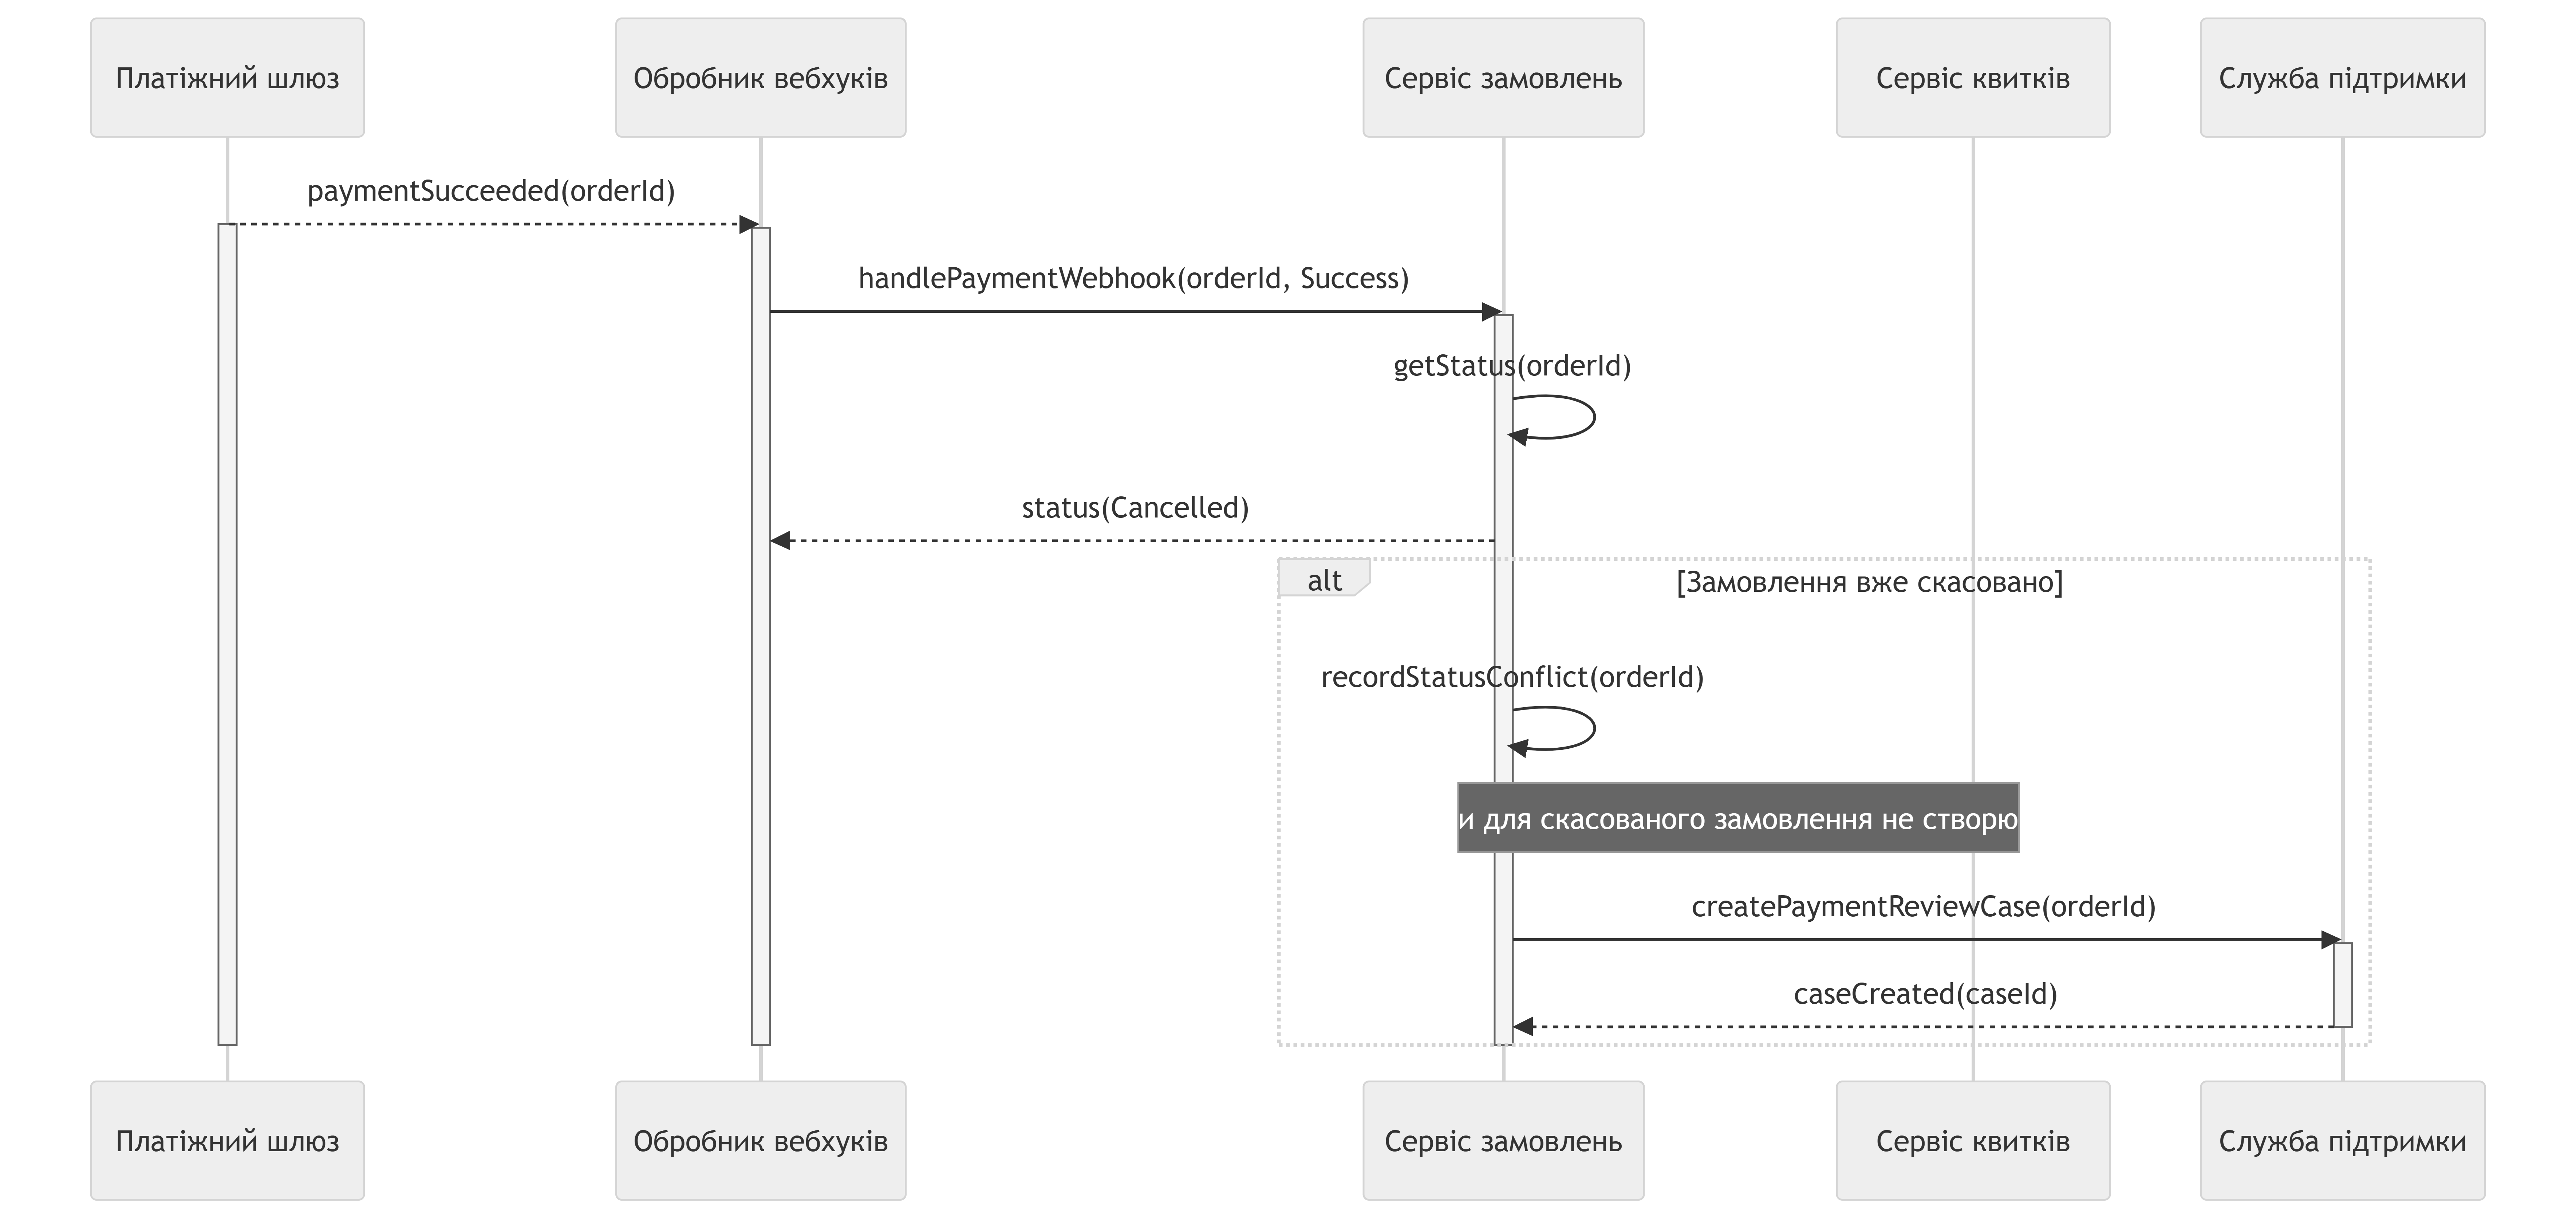 Платіжний шлюз
Обробник вебхуків
Сервіс замовлень
Сервіс квитків
Служба підтримки
paymentSucceeded(orderId)
handlePaymentWebhook(orderId, Success)
getStatus(orderId)
status(Cancelled)
alt
[Замовлення вже скасовано]
recordStatusConflict(orderId)
и для скасованого замовлення не створю
createPaymentReviewCase(orderId)
caseCreated(caseId)
Платіжний шлюз
Обробник вебхуків
Сервіс замовлень
Сервіс квитків
Служба підтримки